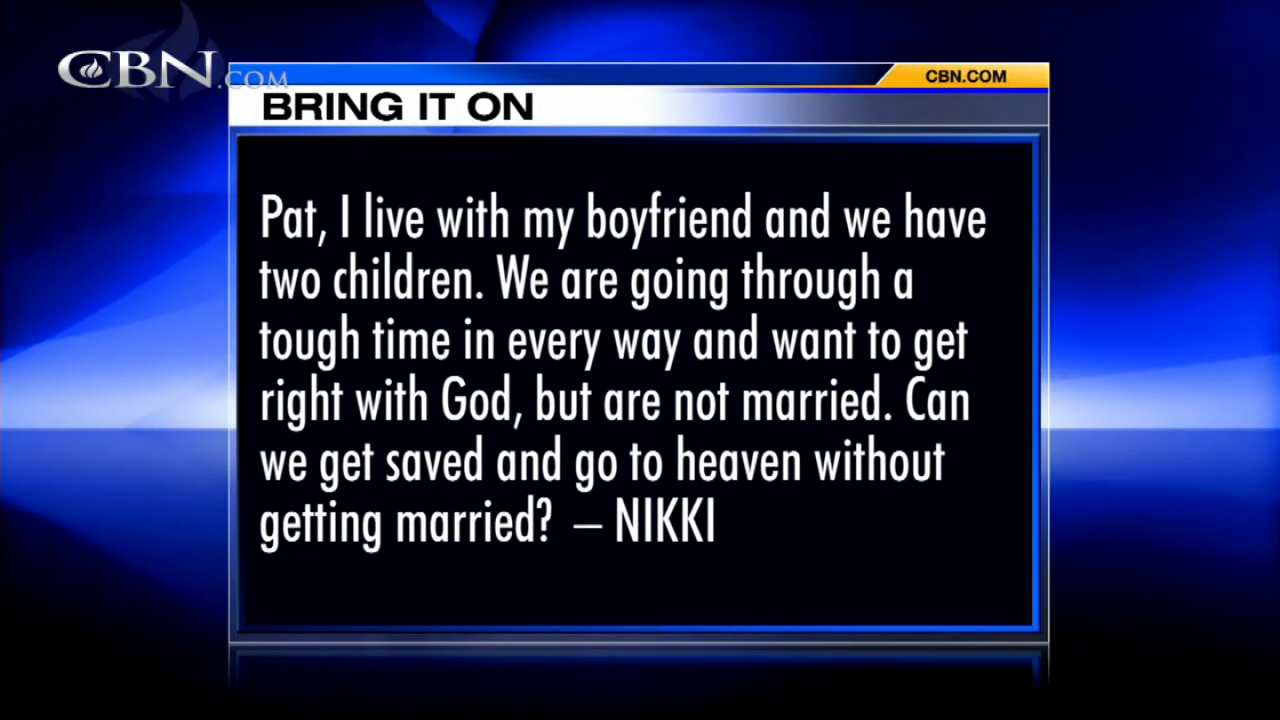 CBN.COM
CBN.COM
BRING IT ON
Pat, I live with my boyfriend and we have
two children. We are going through a
tough time in every way and want to get
right with God, but are not married. Can
we get saved and go to heaven without
getting married? – NIKKI